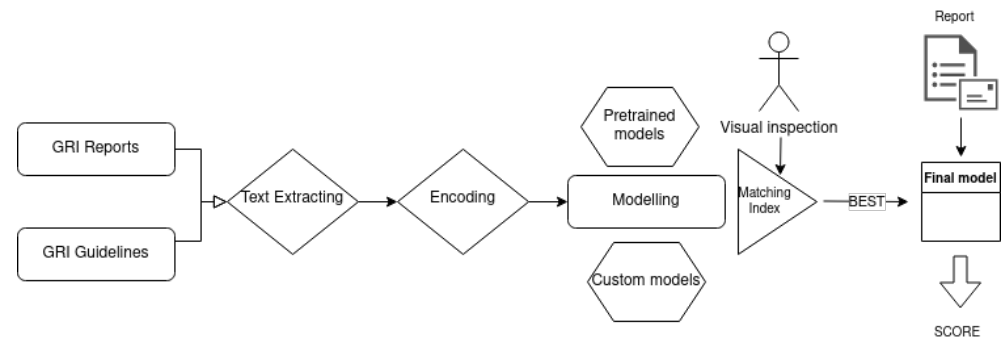 GRI Reports
GRI Guidelines
Text Extracting
Encoding
Pretrained
models
Modelling
Custom models
Visual inspection
Matching
Index
BEST
Report
Final model
SCORE